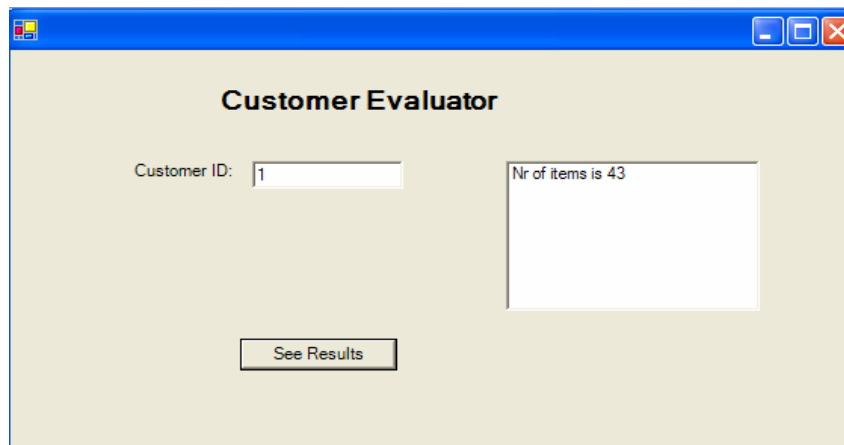 Customer Evaluator
Customer ID: 1
Nr of items is 43
See Results